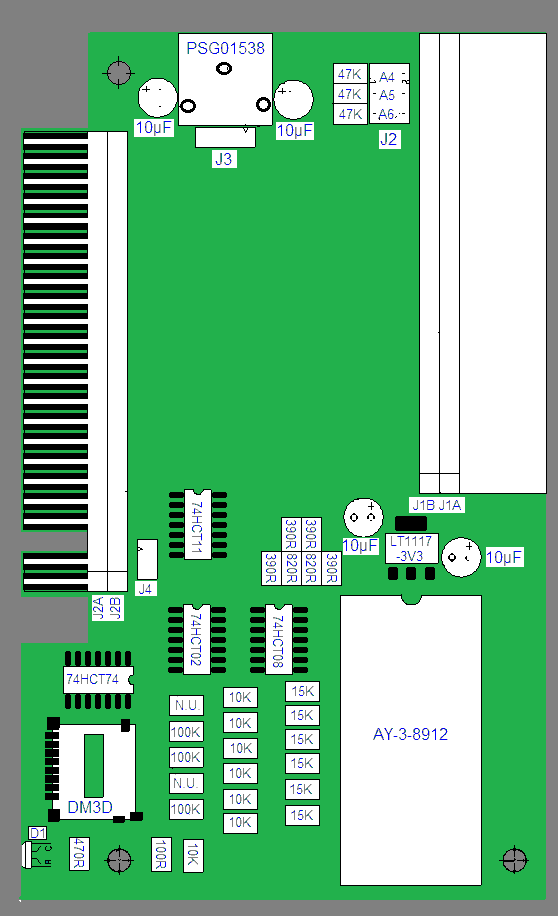 PSG01538
47K
A4
47K
A5
47K
A6
10µF
10µF
J3
J2
J1B
J1A
74HCT11
390R
390R
10µF
LT1117
-3V3
10µF
390R
820R
820R
390R
J4
J2A
J2B
74HCT02
74HCT08
74HCT74
N.U.
10K
15K
100K
10K
15K
100K
10K
15K
N.U.
10K
15K
100K
10K
15K
10K
15K
AY-3-8912
DM3D
D1
A
C
470R
100R
10K